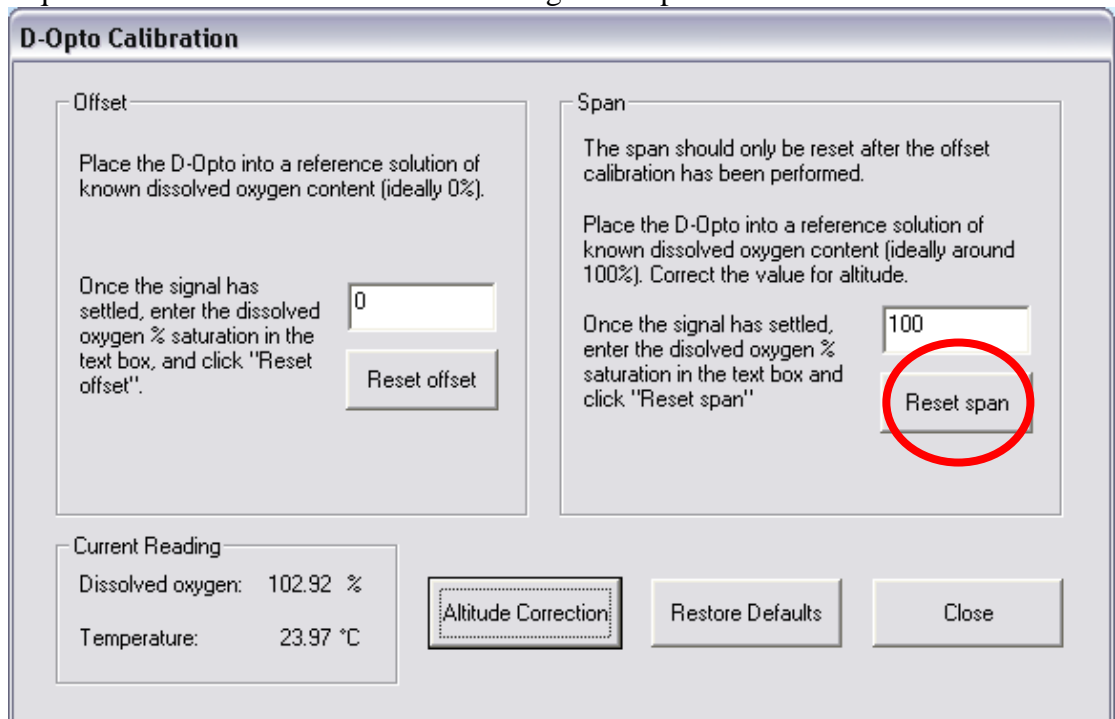 D-Opto Calibration
Offset
Place the D-Opto into a reference solution of
known dissolved oxygen content (ideally 0%).
Once the signal has
settled, enter the dissolved
oxygen % saturation in the
text box, and click "Reset
offset".
0
Reset offset
Span
The span should only be reset after the offset
calibration has been performed.
Place the D-Opto into a reference solution of
known dissolved oxygen content (ideally around
100%). Correct the value for altitude.
Once the signal has settled,
enter the disolved oxygen %
saturation in the text box and
click "Reset span"
100
Reset span
Current Reading
Dissolved oxygen: 102.92 %
Temperature: 23.97 °C
Altitude Correction
Restore Defaults
Close